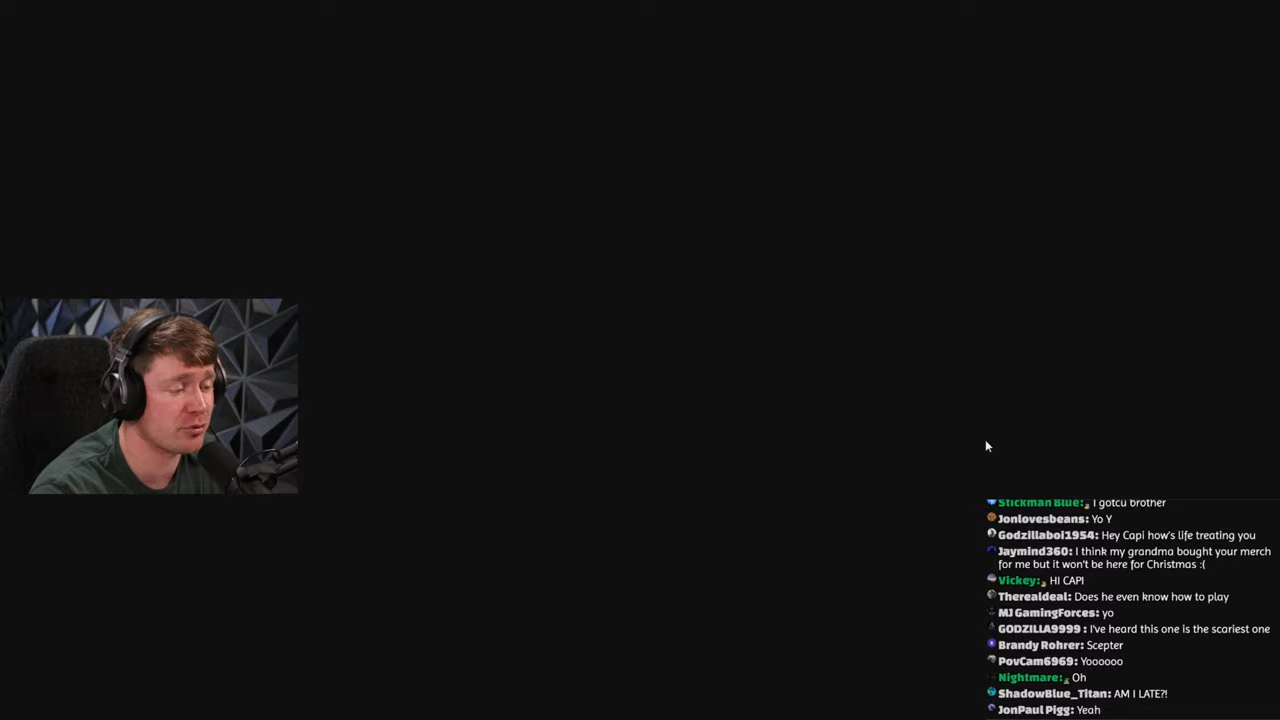 Stickman Blue: I gotcu brother
Jonlovesbeans: Yo Y
Godzillaboi1954: Hey Capi how's life treating you
Jaymind360: I think my grandma bought your merch
for me but it won't be here for Christmas :(
Vickey: HI CAPI
Therealdeal: Does he even know how to play
MJ GamingForces: yo
GODZILLA9999 : I've heard this one is the scariest one
Brandy Rohrer: Scepter
PovCam6969: Yoooooo
Nightmare: Oh
ShadowBlue_Titan: AM I LATE?!
JonPaul Pigg: Yeah